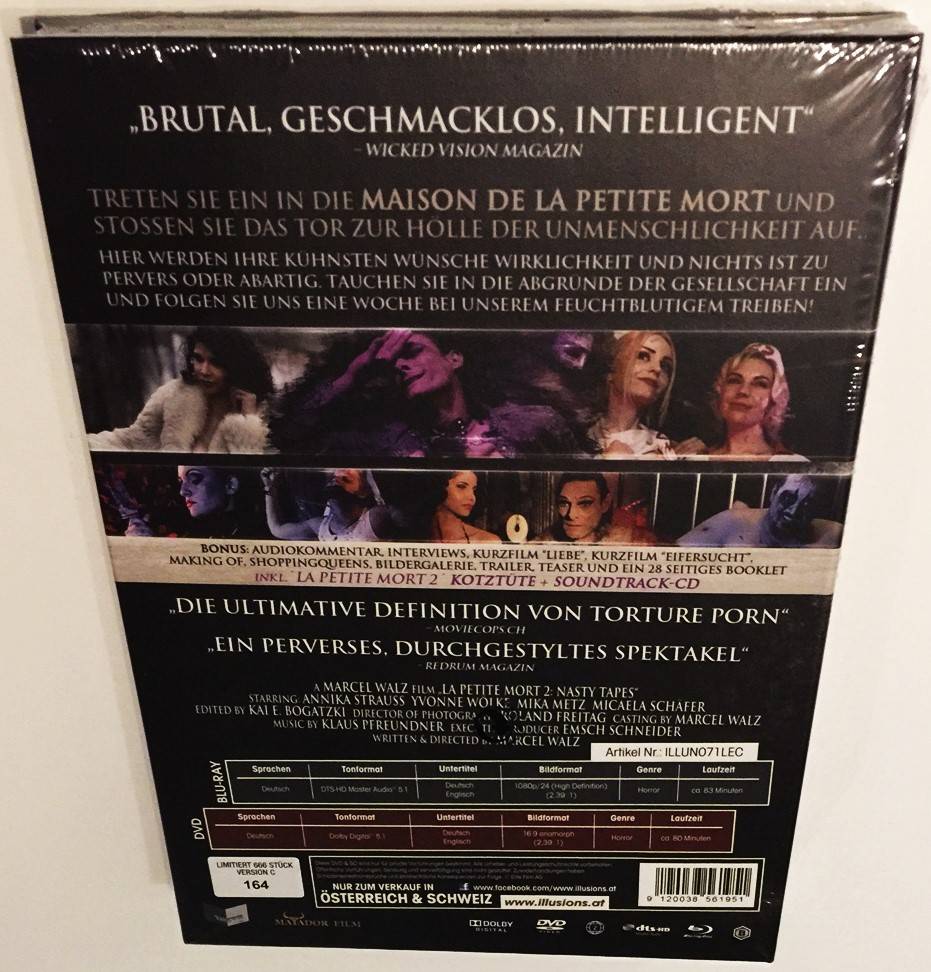 „BRUTAL, GESCHMACKLOS, INTELLIGENT“
- WICKED VISION MAGAZIN
TRETEN SIE EIN IN DIE MAISON DE LA PETITE MORT UND
STOSSEN SIE DAS TOR ZUR HÖLLE DER UNMENSCHLICHKEIT AUF..
HIER WERDEN IHRE KÜHNSTEN WÜNSCHE WIRKLICHKEIT UND NICHTS IST ZU
PERVERS ODER ABARTIG. TAUCHEN SIE IN DIE ABGRÜNDE DER GESELLSCHAFT EIN
UND FOLGEN SIE UNS EINE WOCHE BEI UNSEREM FEUCHTBLUTIGEM TREIBEN!
BONUS: AUDIOKOMMENTAR, INTERVIEWS, KURZFILM "LIEBE", KURZFILM "EIFERSUCHT",
MAKING OF, SHOPPINGQUEENS, BILDERGALERIE, TRAILER, TEASER UND EIN 28 SEITIGES BOOKLET
INKL. "LA PETITE MORT 2" KOTZTÜTE + SOUNDTRACK-CD
„DIE ULTIMATIVE DEFINITION VON TORTURE PORN“
- MOVIECOPS.CH
„EIN PERVERSES, DURCHGESTYLTES SPEKTAKEL“
- REDRUM MAGAZIN
A MARCEL WALZ FILM „LA PETITE MORT 2: NASTY TAPES“
STARRING: ANNIKA STRAUSS YVONNE WOLKE MIKA METZ MICAELA SCHÄFER
EDITED BY KAI E. BOGATZKI DIRECTOR OF PHOTOGRA ROLAND FREITAG CASTING BY MARCEL WALZ
MUSIC BY KLAUS PFREUNDNER EXECUTIVE PRODUCER EMSCH SCHNEIDER
WRITTEN & DIRECTED BY MARCEL WALZ
Artikel Nr.: ILLUN071LEC
BLU-RAY
Sprachen Tonformat Untertitel Bildformat Genre Laufzeit
Deutsch DTS-HD Master Audio 5.1 Deutsch Englisch 1080p/24 (High Definition) (2.39:1) Horror ca. 83 Minuten
DVD
Sprachen Tonformat Untertitel Bildformat Genre Laufzeit
Deutsch Dolby Digital 5.1 Deutsch Englisch 16:9 anamorph (2,39:1) Horror ca. 80 Minuten
LIMITIERT 666 STÜCK
VERSION C
164
NUR ZUM VERKAUF IN
ÖSTERREICH & SCHWEIZ
f www.facebook.com/www.illusions.at
www.illusions.at
9 120038 561951
MATADOR FILM
DOLBY
DIGITAL
DVD
VIDEO
2
dts-HD